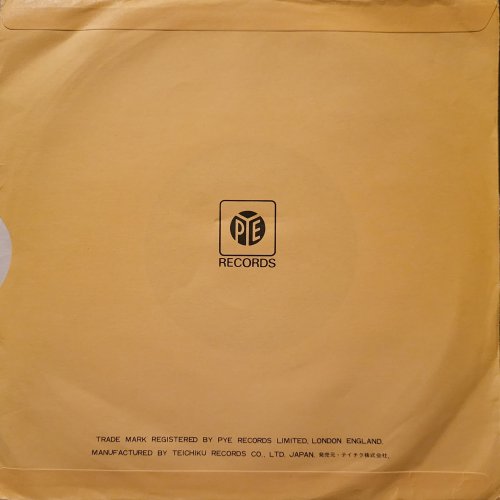 PYE
RECORDS
TRADE MARK REGISTERED BY PYE RECORDS LIMITED, LONDON ENGLAND.
MANUFACTURED BY TEICHIKU RECORDS CO., LTD. JAPAN. 発売元・テイチク株式会社.